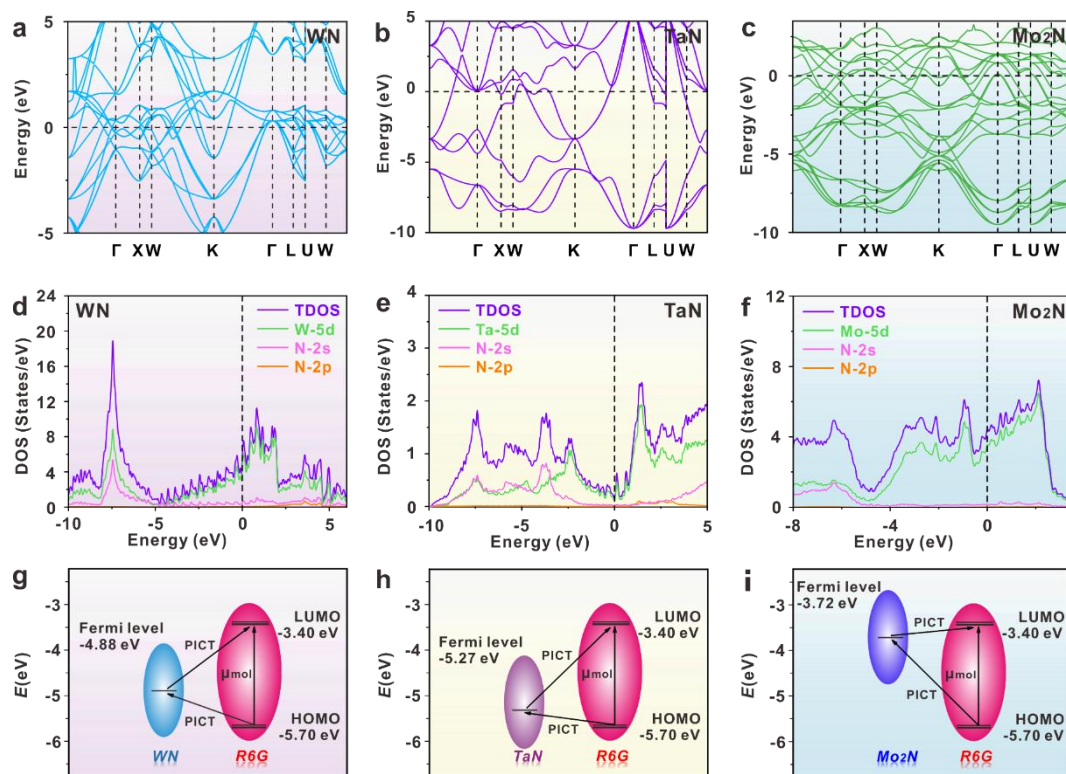 a
WN
5
0
-5
Energy (eV)
Γ X W K Γ L U W
b
TaN
5
0
-5
-10
Energy (eV)
Γ X W K Γ L U W
c
Mo2N
0
-5
-10
Energy (eV)
Γ X W K Γ L U W
d
WN
24
20
16
12
8
4
0
DOS (States/eV)
TDOS
W-5d
N-2s
N-2p
-10 -5 0 5
Energy (eV)
e
TaN
4
3
2
1
0
DOS (States/eV)
TDOS
Ta-5d
N-2s
N-2p
-10 -5 0 5
Energy (eV)
f
Mo2N
12
8
4
0
DOS (States/eV)
TDOS
Mo-5d
N-2s
N-2p
-8 -4 0
Energy (eV)
g
-3
-4
-5
-6
E(eV)
Fermi level
-4.88 eV
PICT
LUMO
-3.40 eV
μmol
PICT
HOMO
-5.70 eV
WN
R6G
h
-3
-4
-5
-6
E(eV)
Fermi level
-5.27 eV
PICT
LUMO
-3.40 eV
μmol
PICT
HOMO
-5.70 eV
TaN
R6G
i
-3
-4
-5
-6
E(eV)
Fermi level
-3.72 eV
PICT
LUMO
-3.40 eV
μmol
PICT
HOMO
-5.70 eV
Mo2N
R6G